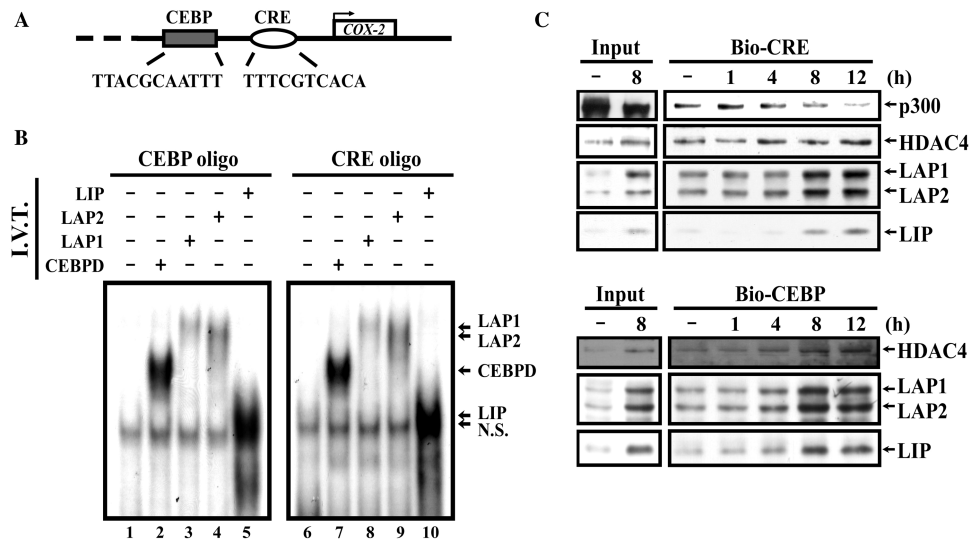 A
CEBP CRE
COX-2
TTACGCAATTT TTTCGTCACA
B
CEBP oligo CRE oligo
I.V.T.
LIP – – – – + – – – – +
LAP2 – – – + – – – – + –
LAP1 – – + – – – – + – –
CEBPD – + – – – – + – – –
LAP1
LAP2
CEBPD
LIP
N.S.
1 2 3 4 5 6 7 8 9 10
C
Input Bio-CRE
– 8 – 1 4 8 12 (h)
p300
HDAC4
LAP1
LAP2
LIP
Input Bio-CEBP
– 8 – 1 4 8 12 (h)
HDAC4
LAP1
LAP2
LIP